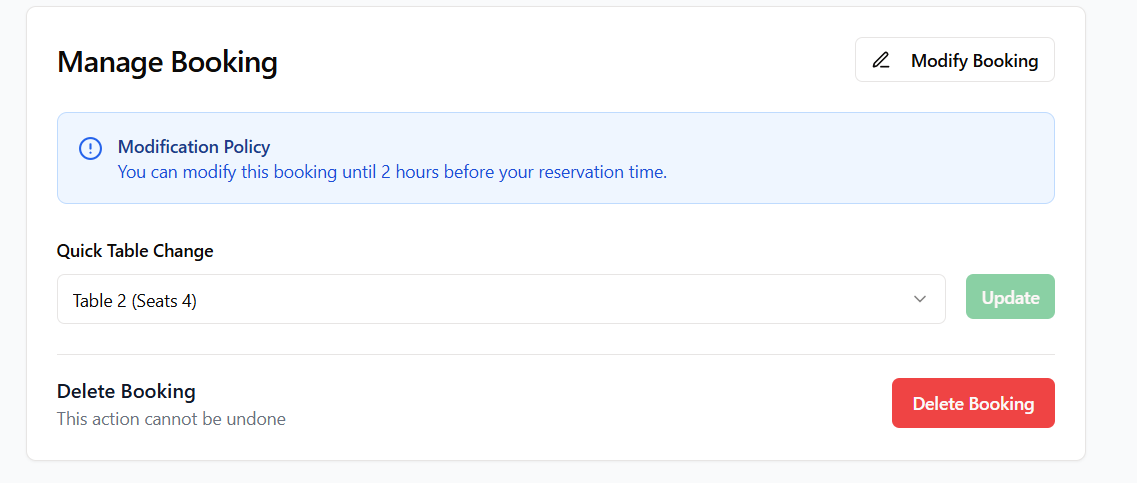 Manage Booking
Modify Booking
Modification Policy
You can modify this booking until 2 hours before your reservation time.
Quick Table Change
Table 2 (Seats 4)
Update
Delete Booking
This action cannot be undone
Delete Booking